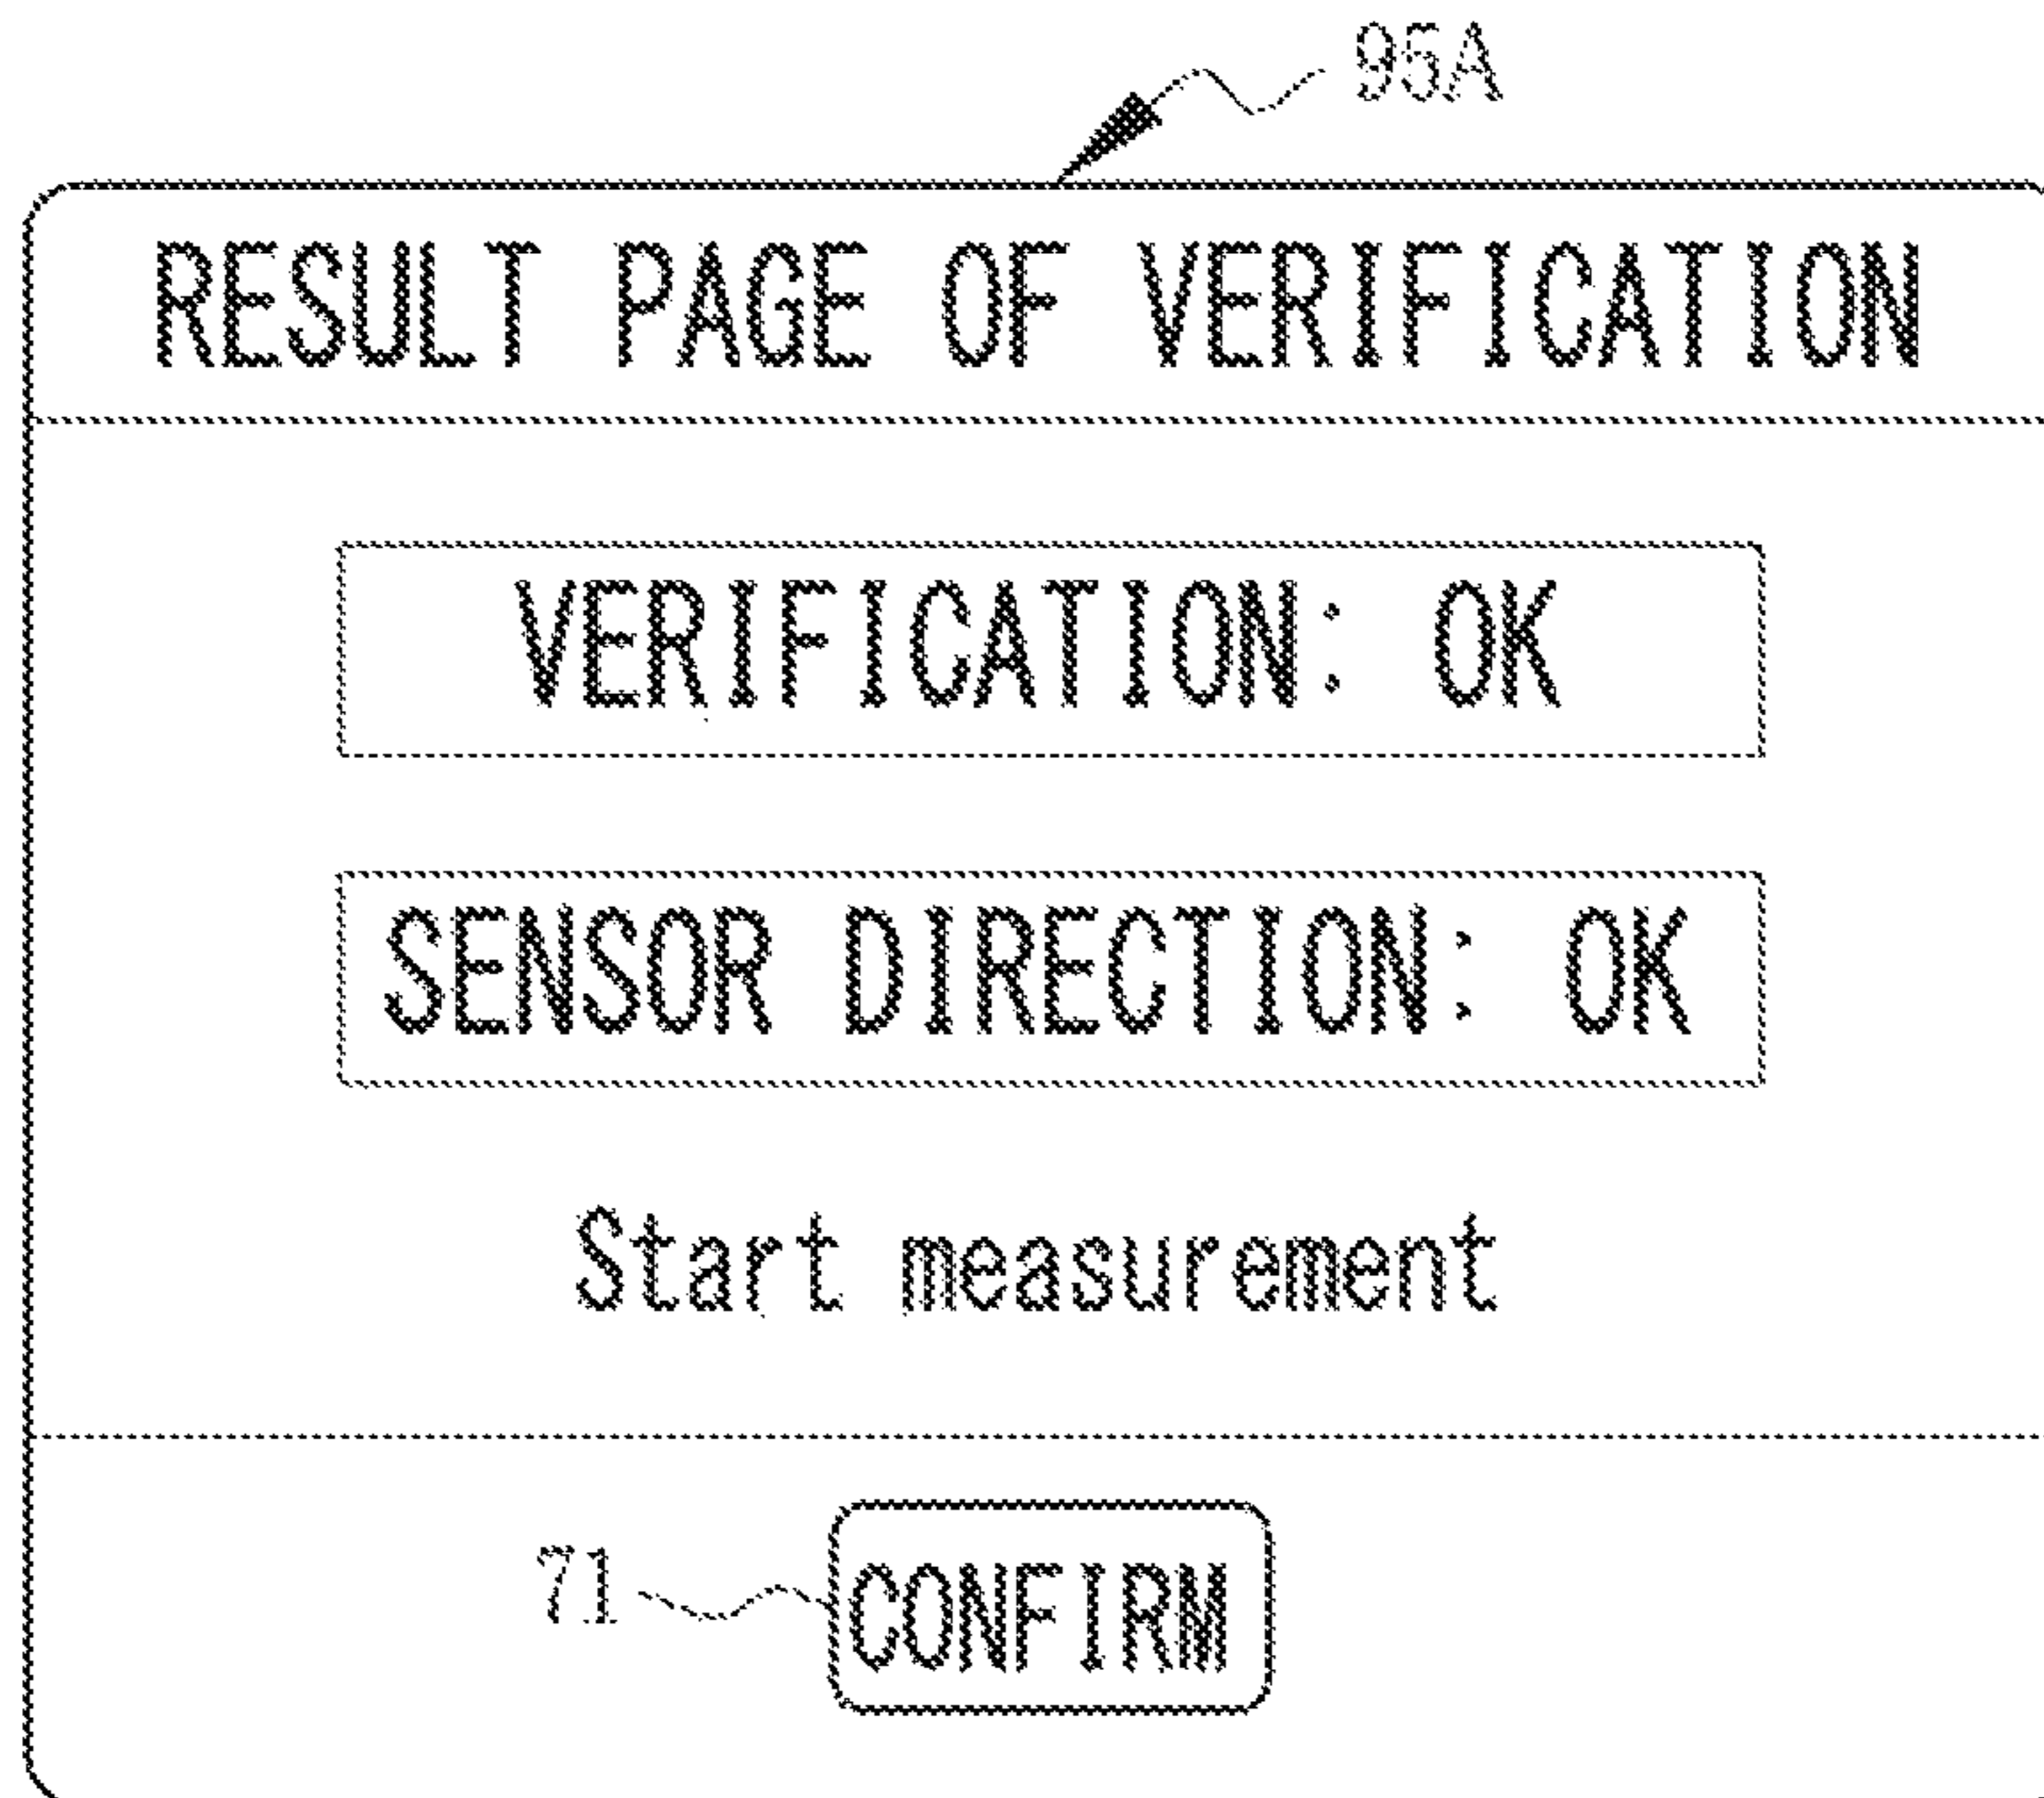 95A
RESULT PAGE OF VERIFICATION
VERIFICATION: OK
SENSOR DIRECTION: OK
Start measurement
71
CONFIRM